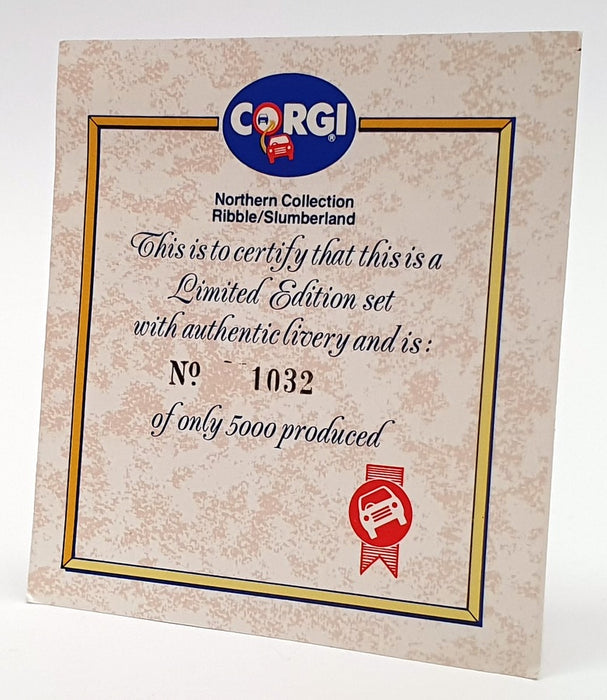 CORGI
®
Northern Collection
Ribble/Slumberland
This is to certify that this is a
Limited Edition set
with authentic livery and is:
Nº 1032
of only 5000 produced